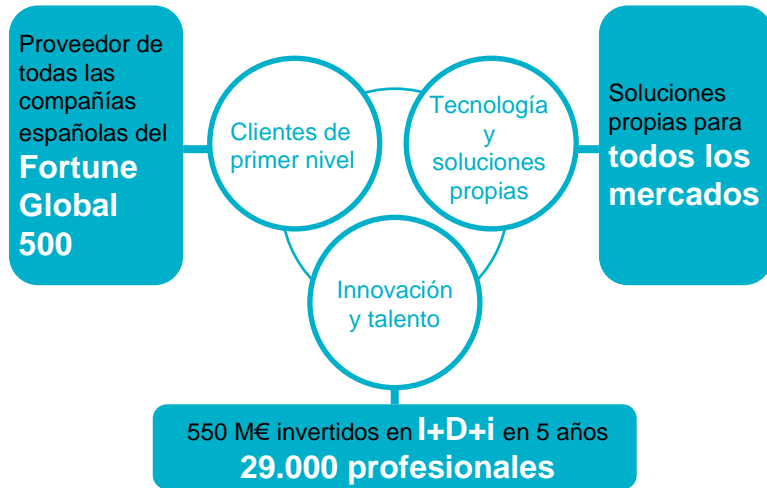 Proveedor de
todas las
compañías
españolas del
Fortune
Global
500
Clientes de
primer nivel
Tecnología
y
soluciones
propias
Soluciones
propias para
todos los
mercados
Innovación
y talento
550 M€ invertidos en I+D+i en 5 años
29.000 profesionales